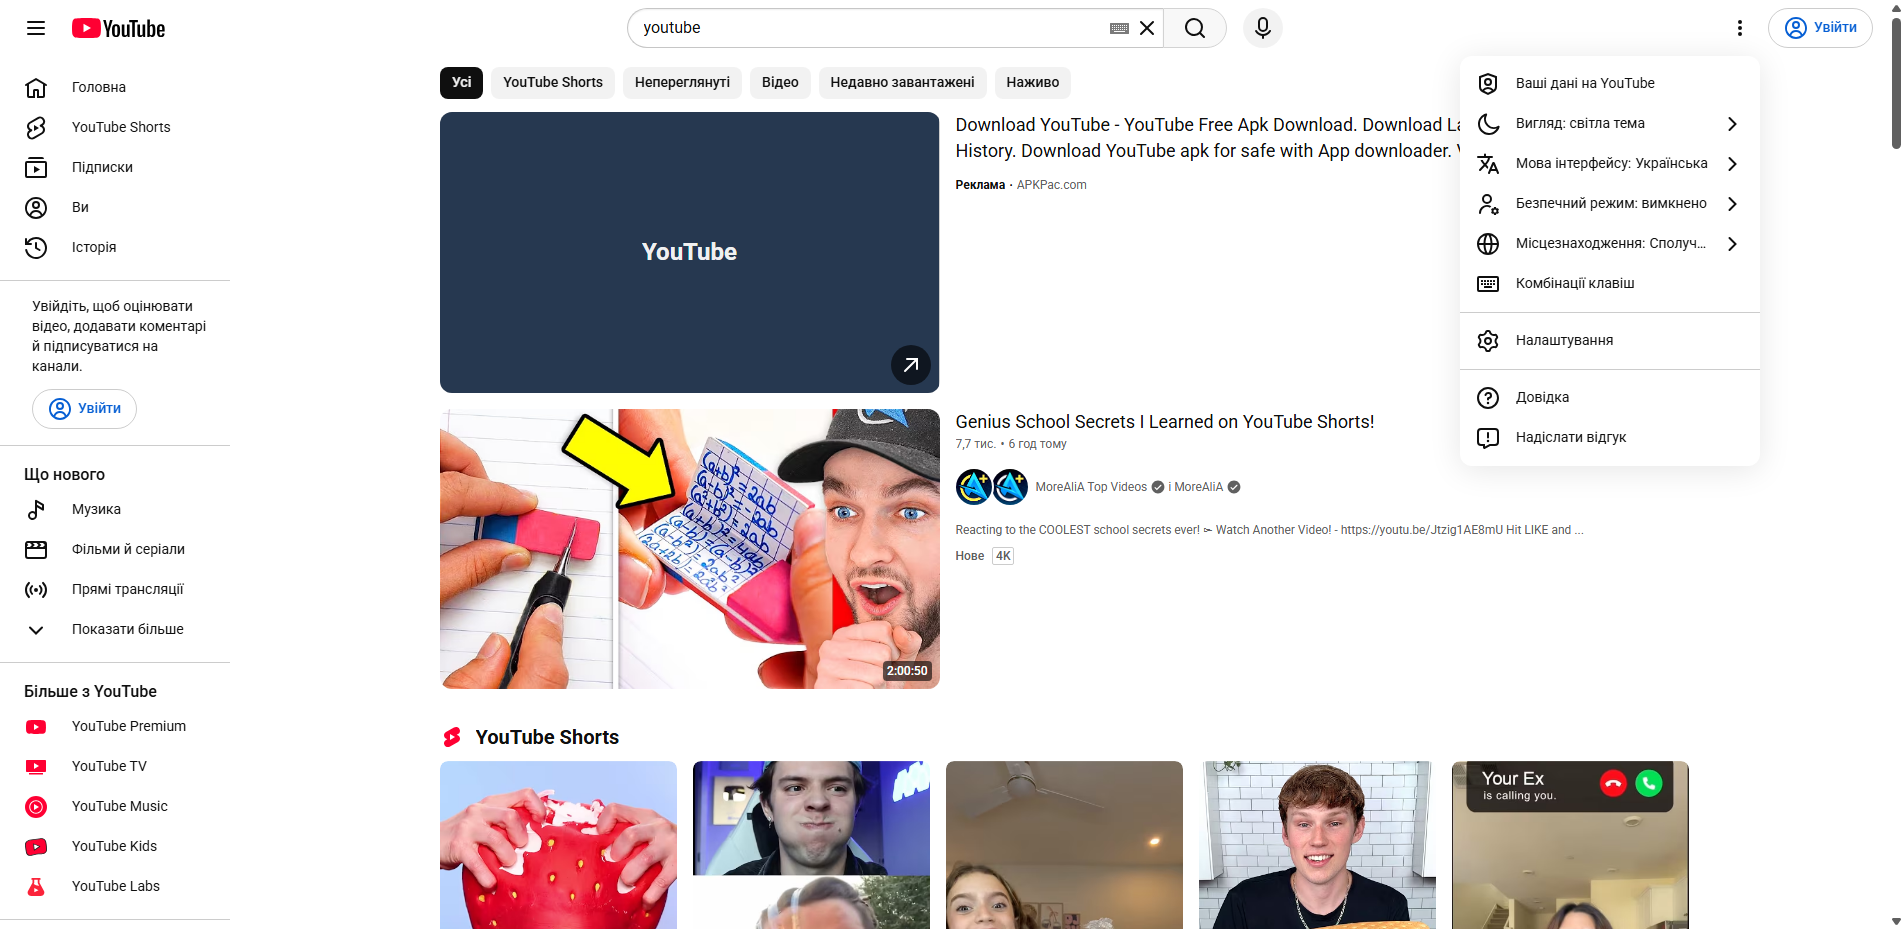 YouTube
youtube
Увійти
Головна
YouTube Shorts
Підписки
Ви
Історія
Увійдіть, щоб оцінювати
відео, додавати коментарі
й підписуватися на
канали.
Увійти
Що нового
Музика
Фільми й серіали
Прямі трансляції
Показати більше
Більше з YouTube
YouTube Premium
YouTube TV
YouTube Music
YouTube Kids
YouTube Labs
Усі
YouTube Shorts
Непереглянуті
Відео
Недавно завантажені
Наживо
YouTube
Download YouTube - YouTube Free Apk Download. Download La
History. Download YouTube apk for safe with App downloader.
Реклама · APKPac.com
2:00:50
Genius School Secrets I Learned on YouTube Shorts!
7,7 тис. • 6 год тому
MoreAliA Top Videos і MoreAliA
Reacting to the COOLEST school secrets ever! ➛ Watch Another Video! - https://youtu.be/Jtzig1AE8mU Hit LIKE and ...
Нове 4K
YouTube Shorts
Your Ex
is calling you.
Ваші дані на YouTube
Вигляд: світла тема
Мова інтерфейсу: Українська
Безпечний режим: вимкнено
Місцезнаходження: Сполуч...
Комбінації клавіш
Налаштування
Довідка
Надіслати відгук